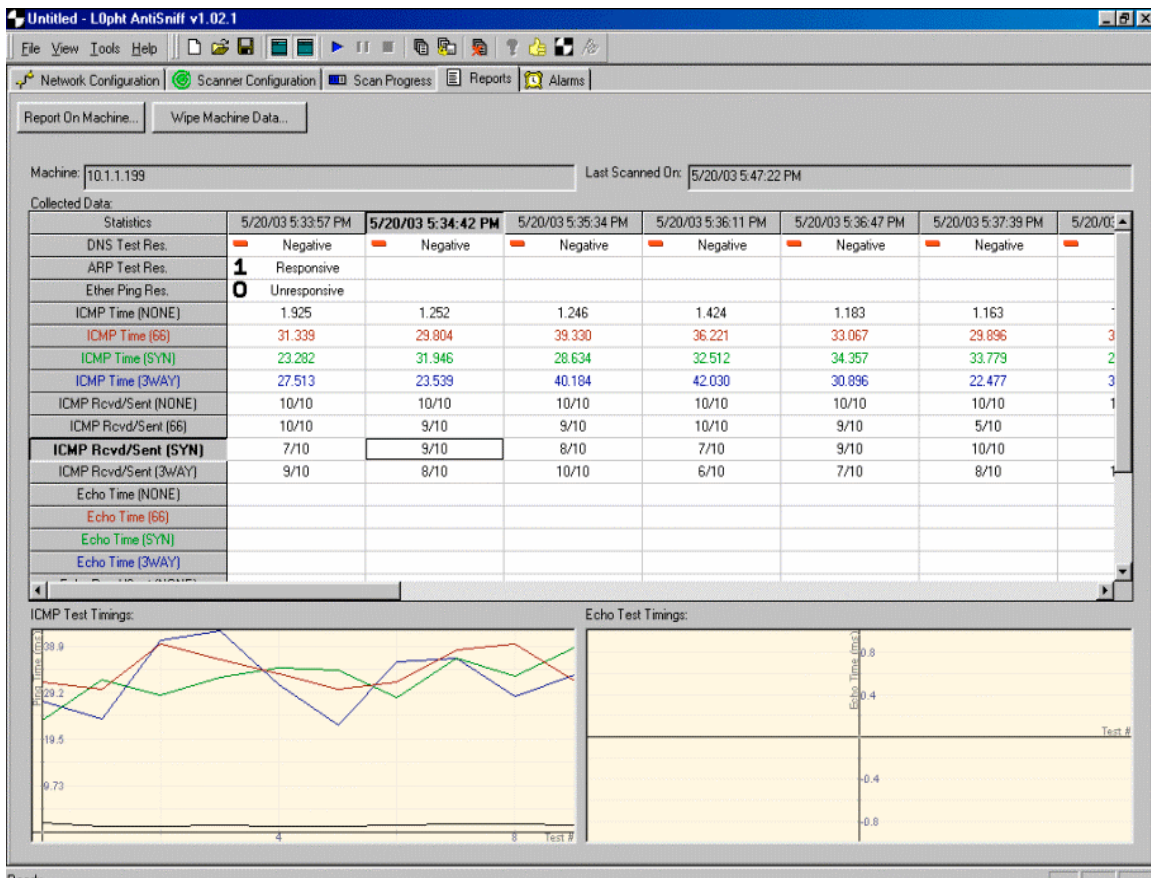 Untitled - L0pht AntiSniff v1.02.1
File View Tools Help
Network Configuration Scanner Configuration Scan Progress Reports Alarms
Report On Machine... Wipe Machine Data...
Machine: 10.1.1.199 Last Scanned On: 5/20/03 5:47:22 PM
Collected Data:
Statistics 5/20/03 5:33:57 PM 5/20/03 5:34:42 PM 5/20/03 5:35:34 PM 5/20/03 5:36:11 PM 5/20/03 5:36:47 PM 5/20/03 5:37:39 PM 5/20/03
DNS Test Res. Negative Negative Negative Negative Negative Negative
ARP Test Res. 1 Responsive
Ether Ping Res. 0 Unresponsive
ICMP Time (NONE) 1.925 1.252 1.246 1.424 1.183 1.163
ICMP Time (66) 31.339 29.804 39.330 36.221 33.067 29.896 3
ICMP Time (SYN) 23.282 31.946 28.634 32.512 34.357 33.779 2
ICMP Time (3WAY) 27.513 23.539 40.184 42.030 30.896 22.477 3
ICMP Rcvd/Sent (NONE) 10/10 10/10 10/10 10/10 10/10 10/10 1
ICMP Rcvd/Sent (66) 10/10 9/10 9/10 10/10 9/10 5/10
ICMP Rcvd/Sent (SYN) 7/10 9/10 8/10 7/10 9/10 10/10
ICMP Rcvd/Sent (3WAY) 9/10 8/10 10/10 6/10 7/10 8/10 1
Echo Time (NONE)
Echo Time (66)
Echo Time (SYN)
Echo Time (3WAY)
ICMP Test Timings: Echo Test Timings:
Ping Time (ms)
38.9
29.2
19.5
9.73
4 8 Test #
Echo Time (ms)
0.8
0.4
Test #
-0.4
-0.8